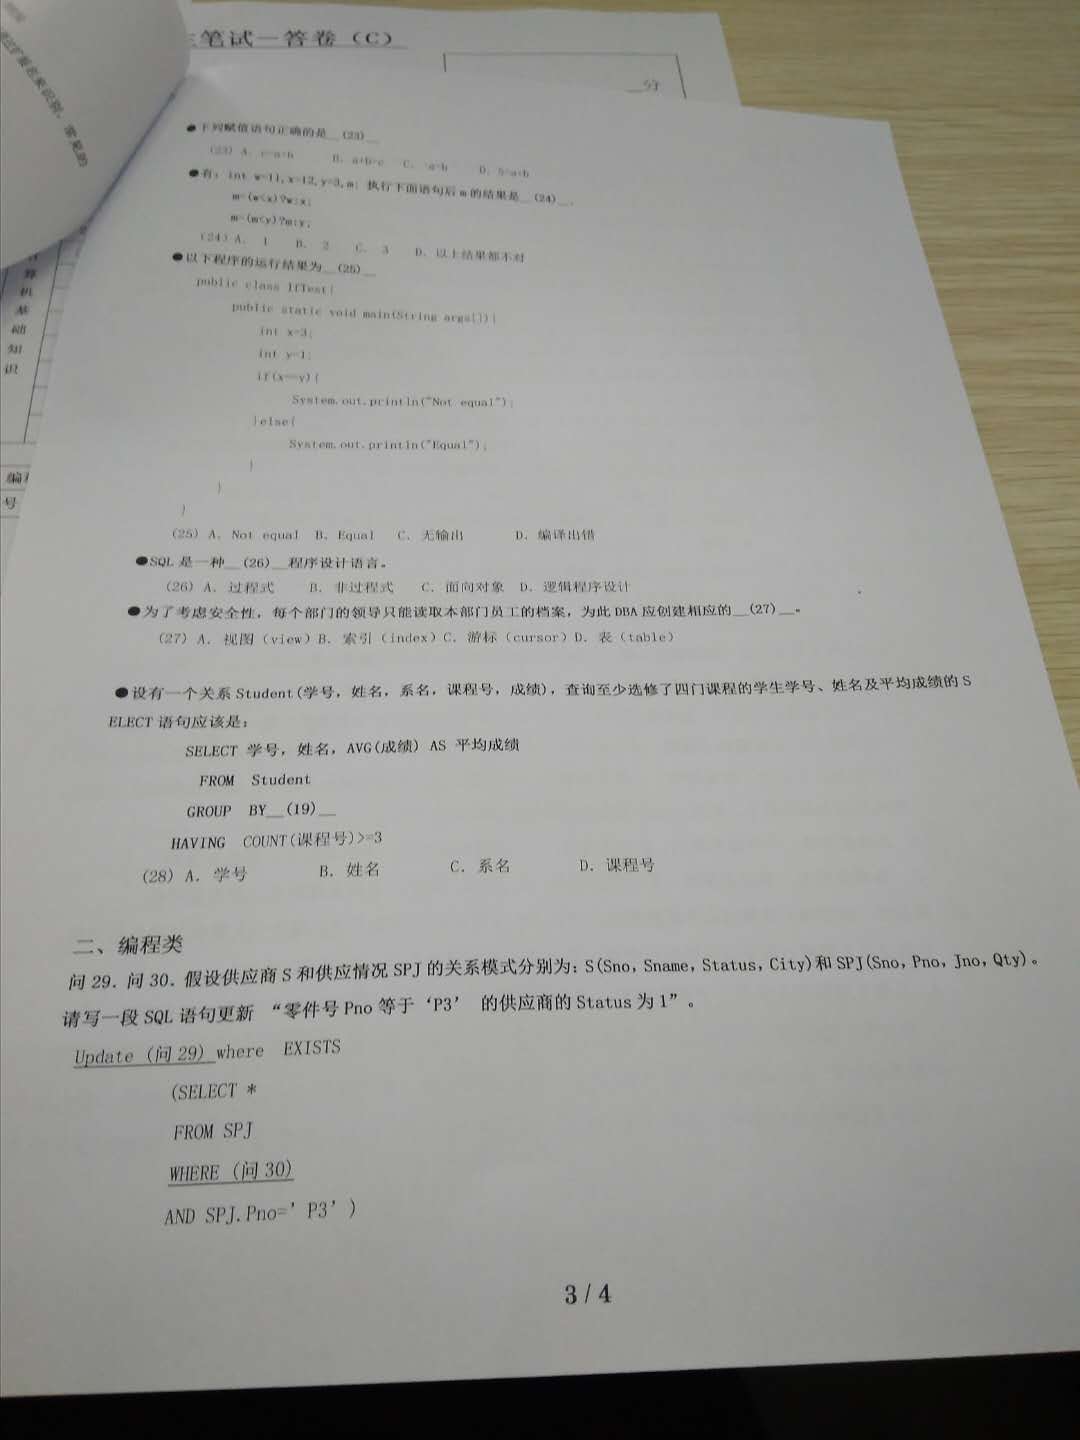 生笔试—答卷（C）
分
●下列赋值语句正确的是__(23)__
(23) A. c=a+b B. a+b=c C. D. 5=a+b
●有：int w=11,x=12,y=3,m; 执行下面语句后 m 的结果是__(24)__.
m=(w<x)?w:x;
m=(m<y)?m:y;
(24) A. 1 B. 2 C. 3 D. 以上结果都不对
●以下程序的运行结果为__(25)__
public class IfTest{
public static void main(String args[]){
int x=3;
int y=1;
if(x==y){
System.out.println("Not equal");
}else{
System.out.println("Equal");
}
}
}
(25) A. Not equal B. Equal C. 无输出 D. 编译出错
●SQL 是一种__(26)__程序设计语言。
(26) A. 过程式 B. 非过程式 C. 面向对象 D. 逻辑程序设计
●为了考虑安全性，每个部门的领导只能读取本部门员工的档案，为此 DBA 应创建相应的__(27)__。
(27) A. 视图（view）B. 索引（index）C. 游标（cursor）D. 表（table）
●设有一个关系 Student(学号，姓名，系名，课程号，成绩)，查询至少选修了四门课程的学生学号、姓名及平均成绩的 S
ELECT 语句应该是：
SELECT 学号，姓名，AVG(成绩) AS 平均成绩
FROM Student
GROUP BY__(19)__
HAVING COUNT(课程号)>=3
(28) A. 学号 B. 姓名 C. 系名 D. 课程号
二、编程类
问 29. 问 30. 假设供应商 S 和供应情况 SPJ 的关系模式分别为：S(Sno, Sname, Status, City)和 SPJ(Sno, Pno, Jno, Qty)。
请写一段 SQL 语句更新 “零件号 Pno 等于‘P3’ 的供应商的 Status 为 1”。
Update (问 29) where EXISTS
(SELECT *
FROM SPJ
WHERE (问 30)
AND SPJ.Pno=’P3’)
3 / 4
算
机
基
础
知
识
编
号